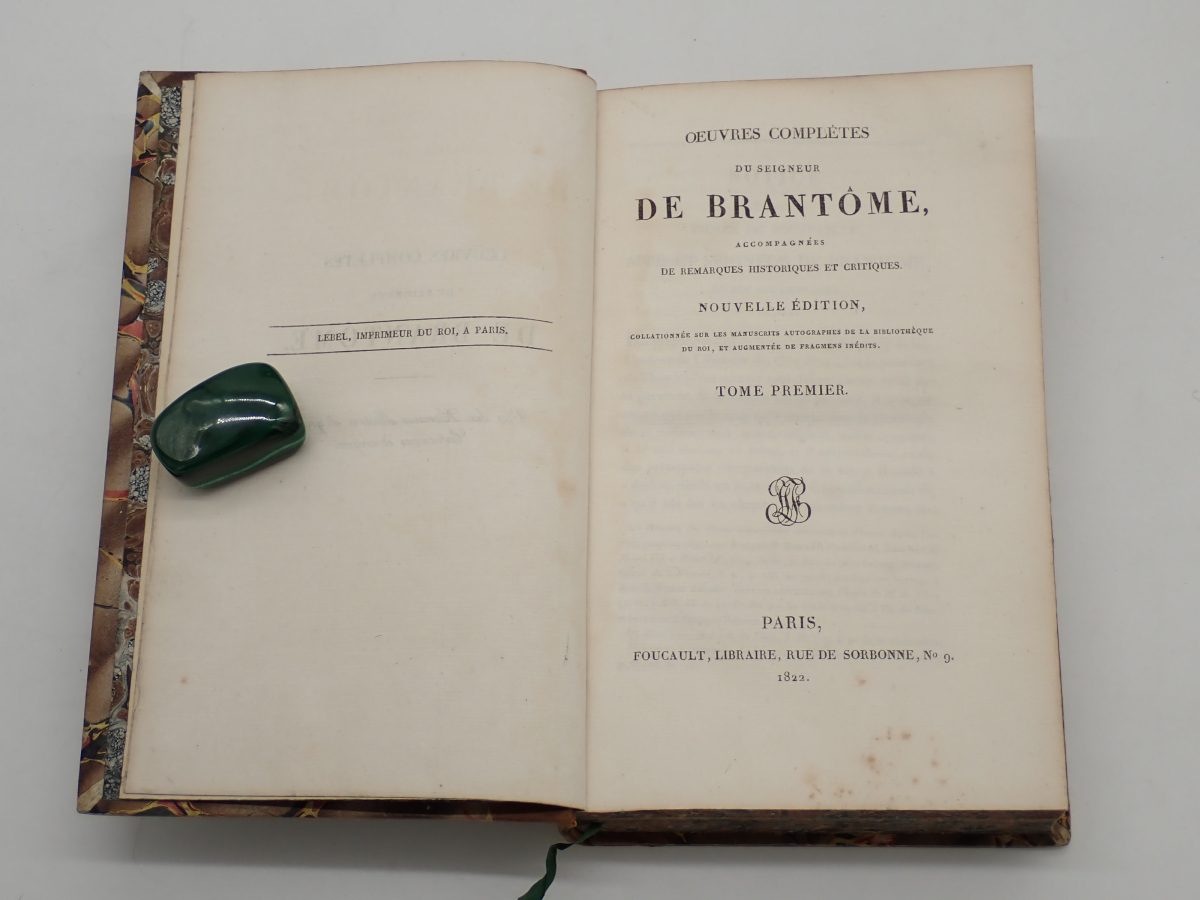 LEBEL, IMPRIMEUR DU ROI, A PARIS.
OEUVRES COMPLÈTES
DU SEIGNEUR
DE BRANTÔME,
ACCOMPAGNÉES
DE REMARQUES HISTORIQUES ET CRITIQUES.
NOUVELLE ÉDITION,
COLLATIONNÉE SUR LES MANUSCRITS AUTOGRAPHES DE LA BIBLIOTHÈQUE
DU ROI, ET AUGMENTÉE DE FRAGMENS INÉDITS.
TOME PREMIER.
PARIS,
FOUCAULT, LIBRAIRE, RUE DE SORBONNE, No 9.
1822.